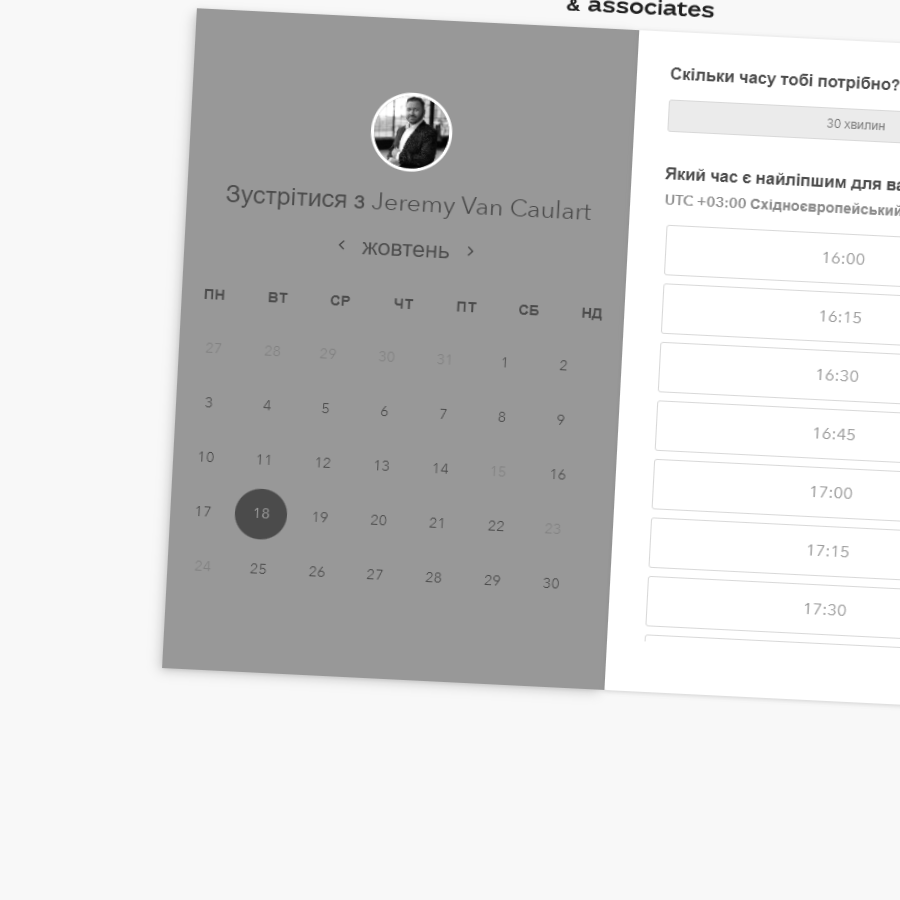 & associates
Зустрітися з Jeremy Van Caulart
жовтень
ПН ВТ СР ЧТ ПТ СБ НД
27 28 29 30 31 1 2
3 4 5 6 7 8 9
10 11 12 13 14 15 16
17 18 19 20 21 22 23
24 25 26 27 28 29 30
Скільки часу тобі потрібно?
30 хвилин
Який час є найліпшим для
UTC +03:00 Східноєвропейський
16:00
16:15
16:30
16:45
17:00
17:15
17:30